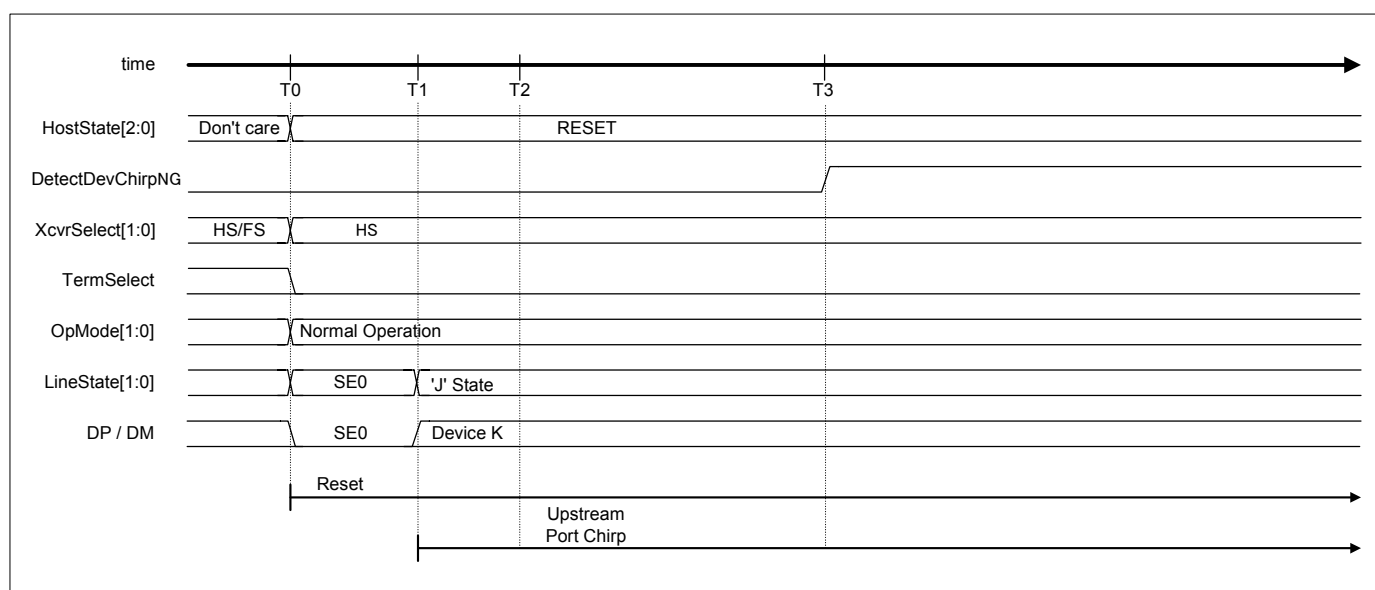 time
T0 T1 T2 T3
HostState[2:0] Don't care RESET
DetectDevChirpNG
XcvrSelect[1:0] HS/FS HS
TermSelect
OpMode[1:0] Normal Operation
LineState[1:0] SE0 'J' State
DP / DM SE0 Device K
Reset
Upstream
Port Chirp